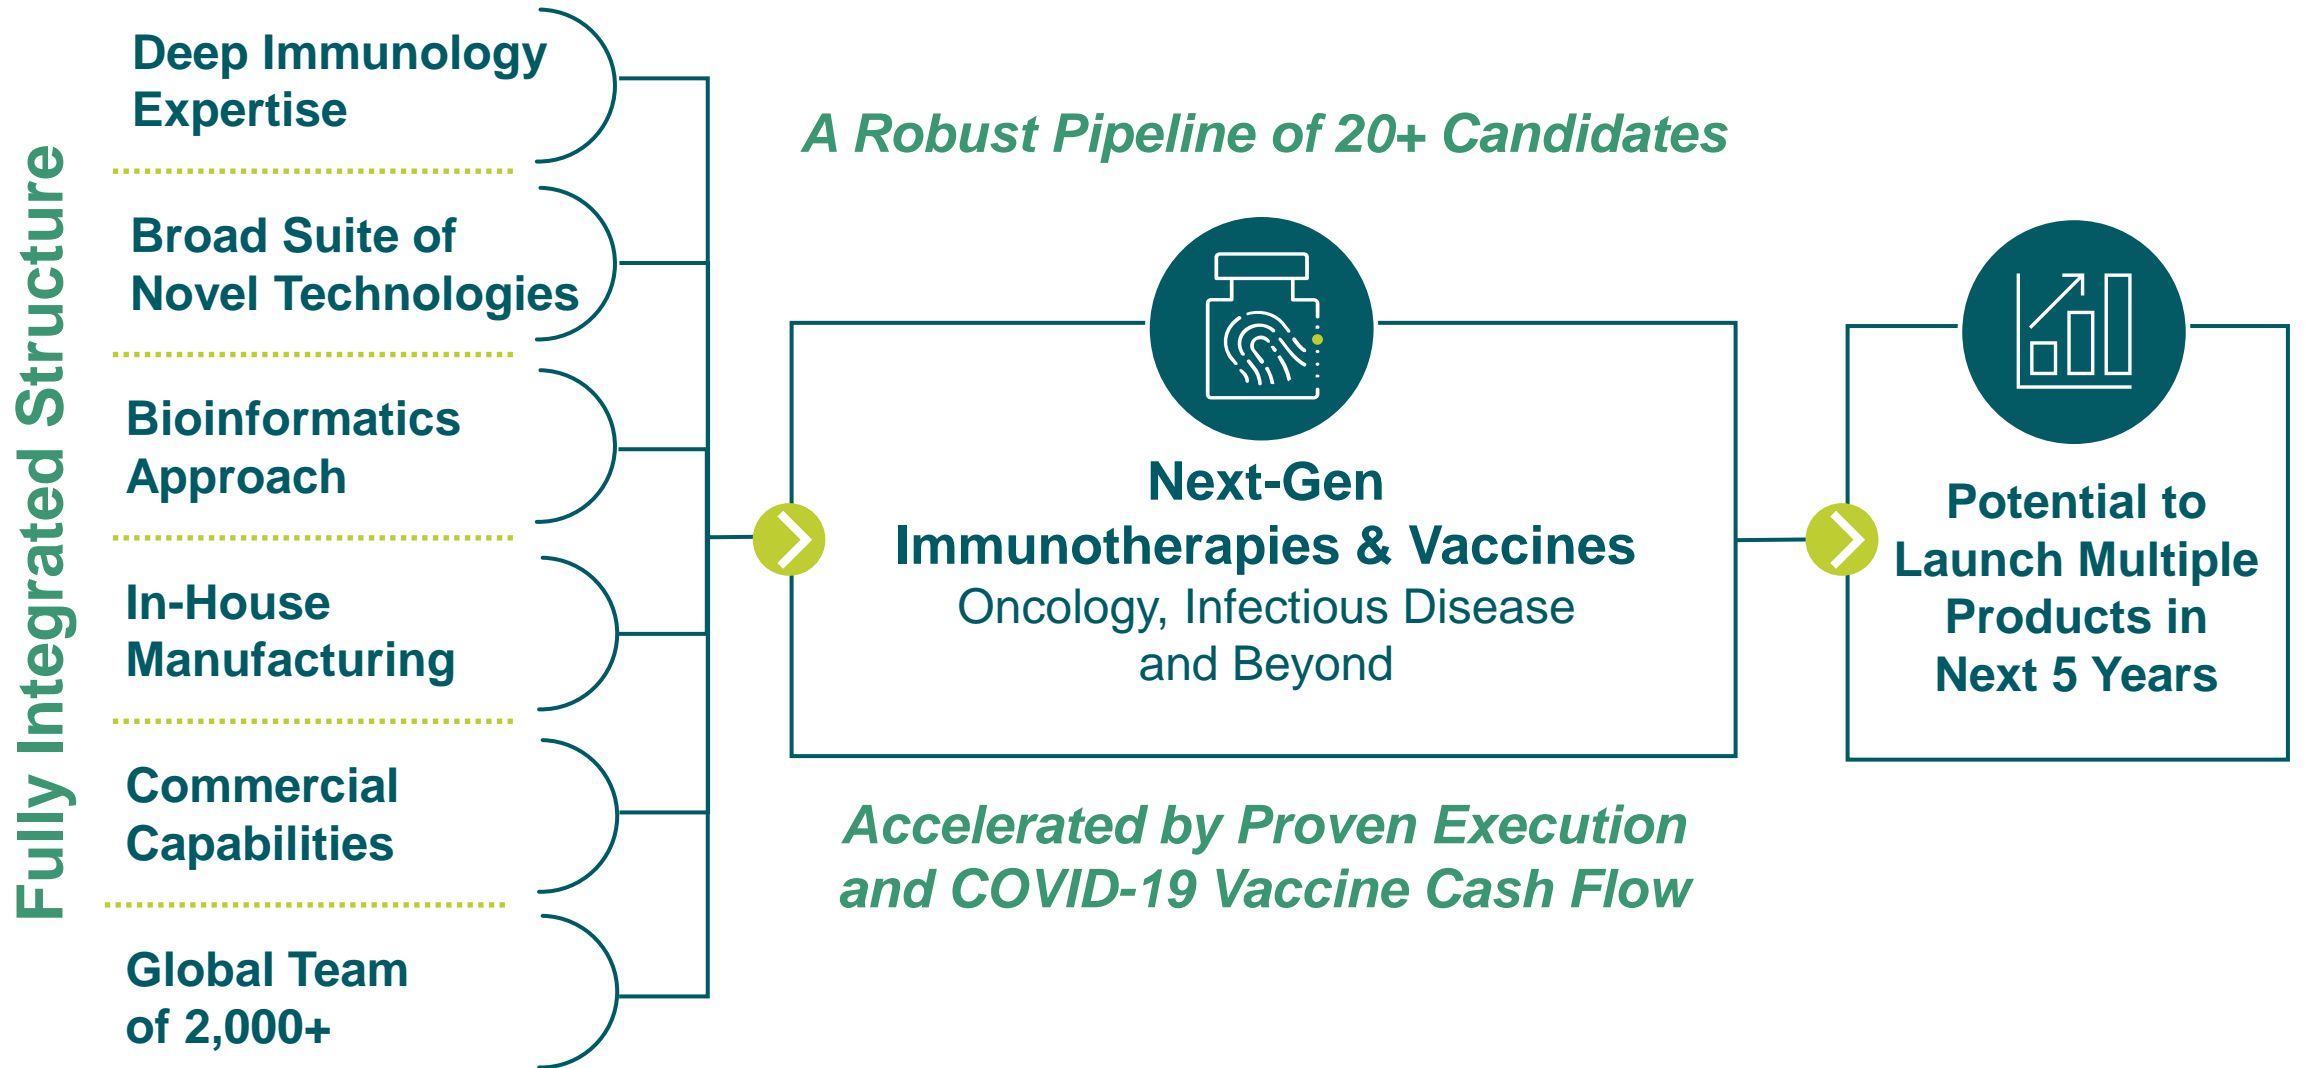 Fully Integrated Structure
Deep Immunology
Expertise
Broad Suite of
Novel Technologies
Bioinformatics
Approach
In-House
Manufacturing
Commercial
Capabilities
Global Team
of 2,000+
A Robust Pipeline of 20+ Candidates
Next-Gen
Immunotherapies & Vaccines
Oncology, Infectious Disease
and Beyond
Accelerated by Proven Execution
and COVID-19 Vaccine Cash Flow
Potential to
Launch Multiple
Products in
Next 5 Years